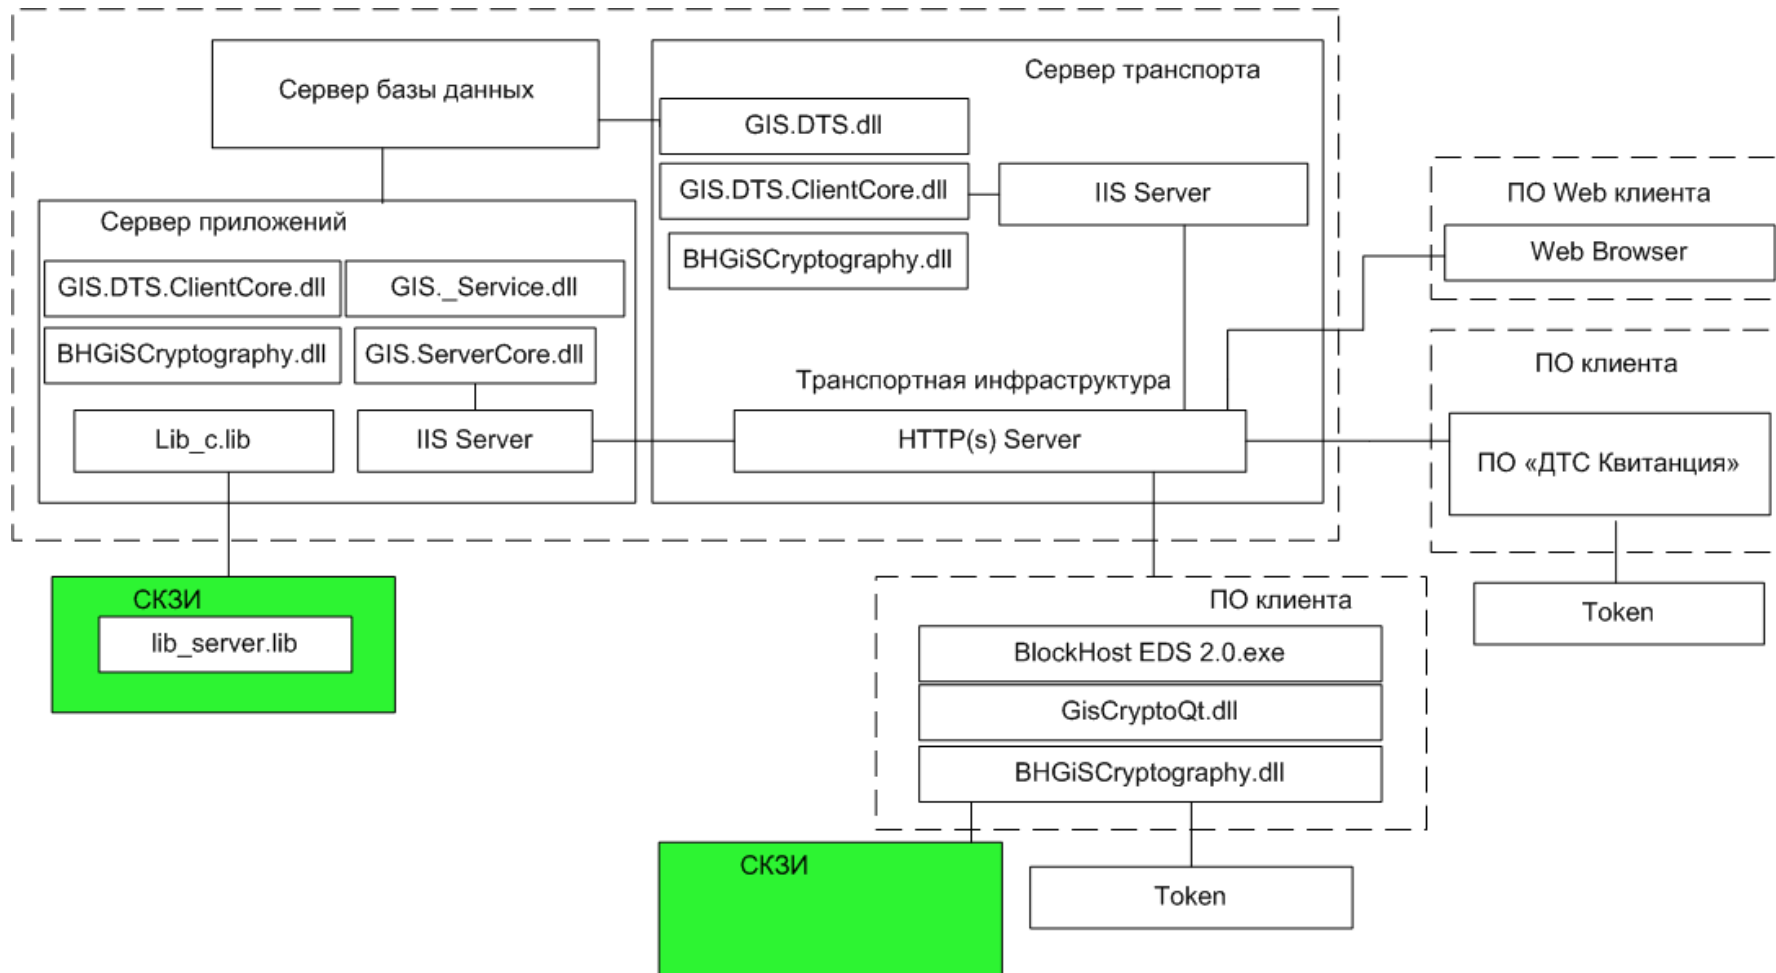 Сервер базы данных
Сервер транспорта
GIS.DTS.dll
GIS.DTS.ClientCore.dll
IIS Server
BHGiSCryptography.dll
Сервер приложений
GIS.DTS.ClientCore.dll
GIS._Service.dll
BHGiSCryptography.dll
GIS.ServerCore.dll
Lib_c.lib
IIS Server
Транспортная инфраструктура
HTTP(s) Server
ПО Web клиента
Web Browser
ПО клиента
ПО «ДТС Квитанция»
Token
СКЗИ
lib_server.lib
ПО клиента
BlockHost EDS 2.0.exe
GisCryptoQt.dll
BHGiSCryptography.dll
СКЗИ
Token